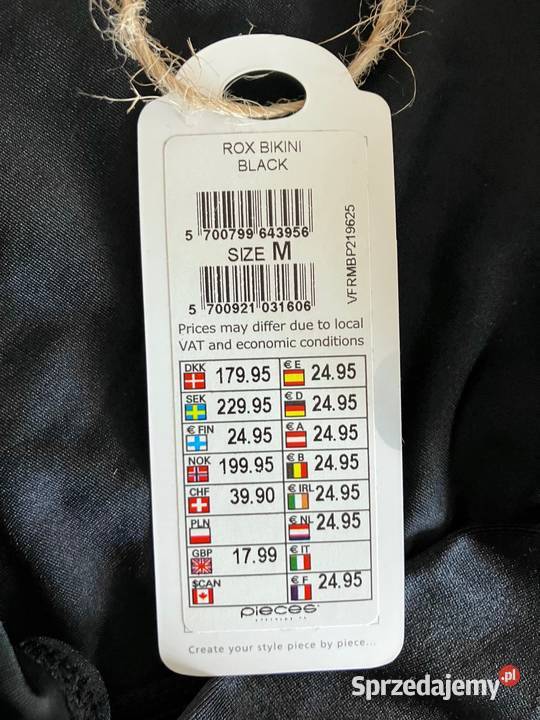 ROX BIKINI
BLACK
5 700799 643956
SIZE M
5 700921 031606
VFRMBP219625
Prices may differ due to local
VAT and economic conditions
DKK 179.95 € E 24.95
SEK 229.95 € D 24.95
€ FIN 24.95 € A 24.95
NOK 199.95 € B 24.95
CHF 39.90 € IRL 24.95
PLN € NL 24.95
GBP 17.99 € IT
$CAN € F 24.95
pieces
Create your style piece by piece...
Sprzedajemy.pl